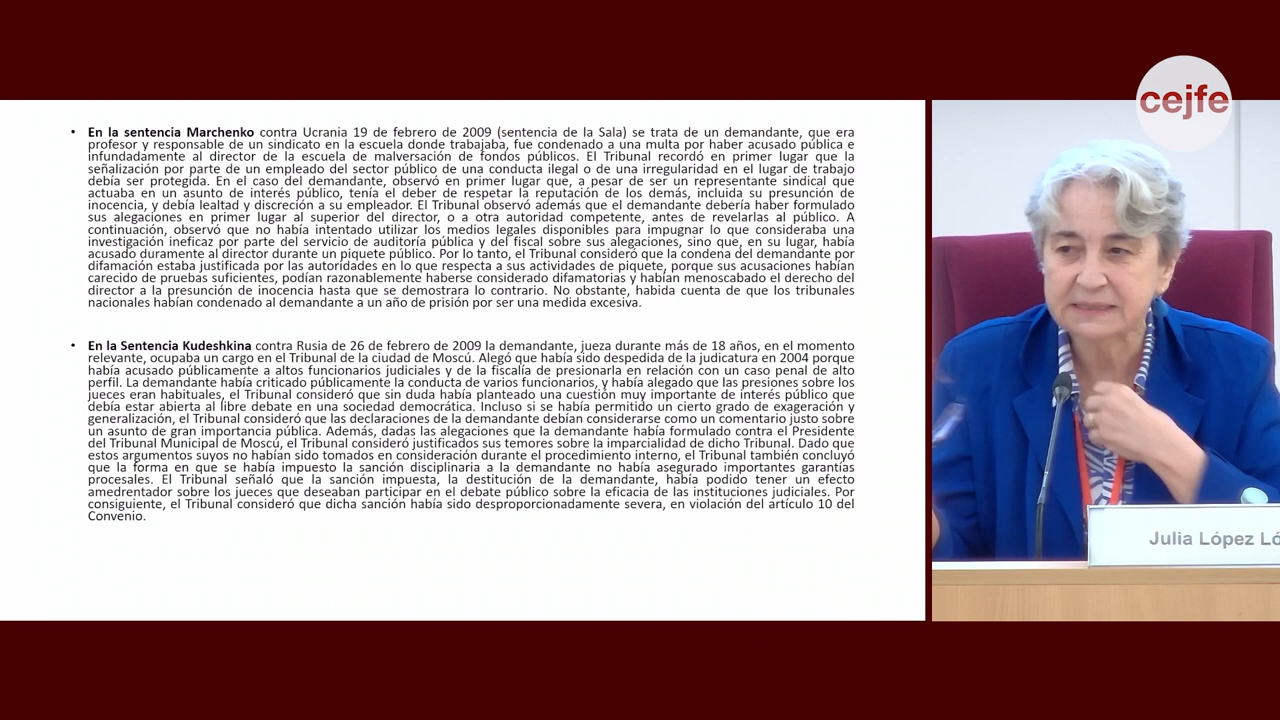 cejfe
• En la sentencia Marchenko contra Ucrania 19 de febrero de 2009 (sentencia de la Sala) se trata de un demandante, que era
profesor y responsable de un sindicato en la escuela donde trabajaba, fue condenado a una multa por haber acusado pública e
infundadamente al director de la escuela de malversación de fondos públicos. El Tribunal recordó en primer lugar que la
señalización por parte de un empleado del sector público de una conducta ilegal o de una irregularidad en el lugar de trabajo
debía ser protegida. En el caso del demandante, observó en primer lugar que, a pesar de ser un representante sindical que
actuaba en un asunto de interés público, tenía el deber de respetar la reputación de los demás, incluida su presunción de
inocencia, y debía lealtad y discreción a su empleador. El Tribunal observó además que el demandante debería haber formulado
sus alegaciones en primer lugar al superior del director, o a otra autoridad competente, antes de revelarlas al público. A
continuación, observó que no había intentado utilizar los medios legales disponibles para impugnar lo que consideraba una
investigación ineficaz por parte del servicio de auditoría pública y del fiscal sobre sus alegaciones, sino que, en su lugar, había
acusado duramente al director durante un piquete público. Por lo tanto, el Tribunal consideró que la condena del demandante por
difamación estaba justificada por las autoridades en lo que respecta a sus actividades de piquete, porque sus acusaciones habían
carecido de pruebas suficientes, podían razonablemente haberse considerado difamatorias y habían menoscabado el derecho del
director a la presunción de inocencia hasta que se demostrara lo contrario. No obstante, habida cuenta de que los tribunales
nacionales habían condenado al demandante a un año de prisión por ser una medida excesiva.
• En la Sentencia Kudeshkina contra Rusia de 26 de febrero de 2009 la demandante, jueza durante más de 18 años, en el momento
relevante, ocupaba un cargo en el Tribunal de la ciudad de Moscú. Alegó que había sido despedida de la judicatura en 2004 porque
había acusado públicamente a altos funcionarios judiciales y de la fiscalía de presionarla en relación con un caso penal de alto
perfil. La demandante había criticado públicamente la conducta de varios funcionarios, y había alegado que las presiones sobre los
jueces eran habituales, el Tribunal consideró que sin duda había planteado una cuestión muy importante de interés público que
debía estar abierta al libre debate en una sociedad democrática. Incluso si se había permitido un cierto grado de exageración y
generalización, el Tribunal consideró que las declaraciones de la demandante debían considerarse como un comentario justo sobre
un asunto de gran importancia pública. Además, dadas las alegaciones que la demandante había formulado contra el Presidente
del Tribunal Municipal de Moscú, el Tribunal consideró justificados sus temores sobre la imparcialidad de dicho Tribunal. Dado que
estos argumentos suyos no habían sido tomados en consideración durante el procedimiento interno, el Tribunal también concluyó
que la forma en que se había impuesto la sanción disciplinaria a la demandante no había asegurado importantes garantías
procesales. El Tribunal señaló que la sanción impuesta, la destitución de la demandante, había podido tener un efecto
amedrentador sobre los jueces que deseaban participar en el debate público sobre la eficacia de las instituciones judiciales. Por
consiguiente, el Tribunal consideró que dicha sanción había sido desproporcionadamente severa, en violación del artículo 10 del
Convenio.
Julia López Ló